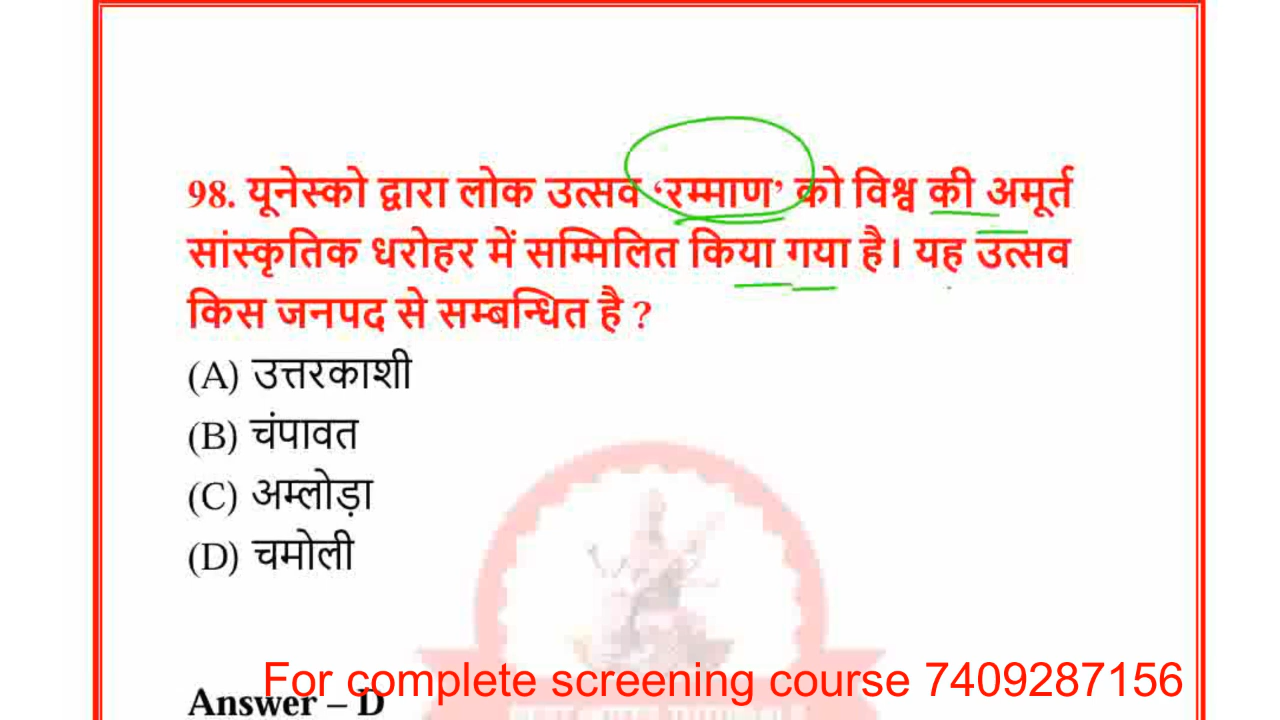 98. यूनेस्को द्वारा लोक उत्सव ‘रम्माण’ को विश्व की अमूर्त
सांस्कृतिक धरोहर में सम्मिलित किया गया है। यह उत्सव
किस जनपद से सम्बन्धित है ?
(A) उत्तरकाशी
(B) चंपावत
(C) अम्लोड़ा
(D) चमोली
For complete screening course 7409287156
Answer – D